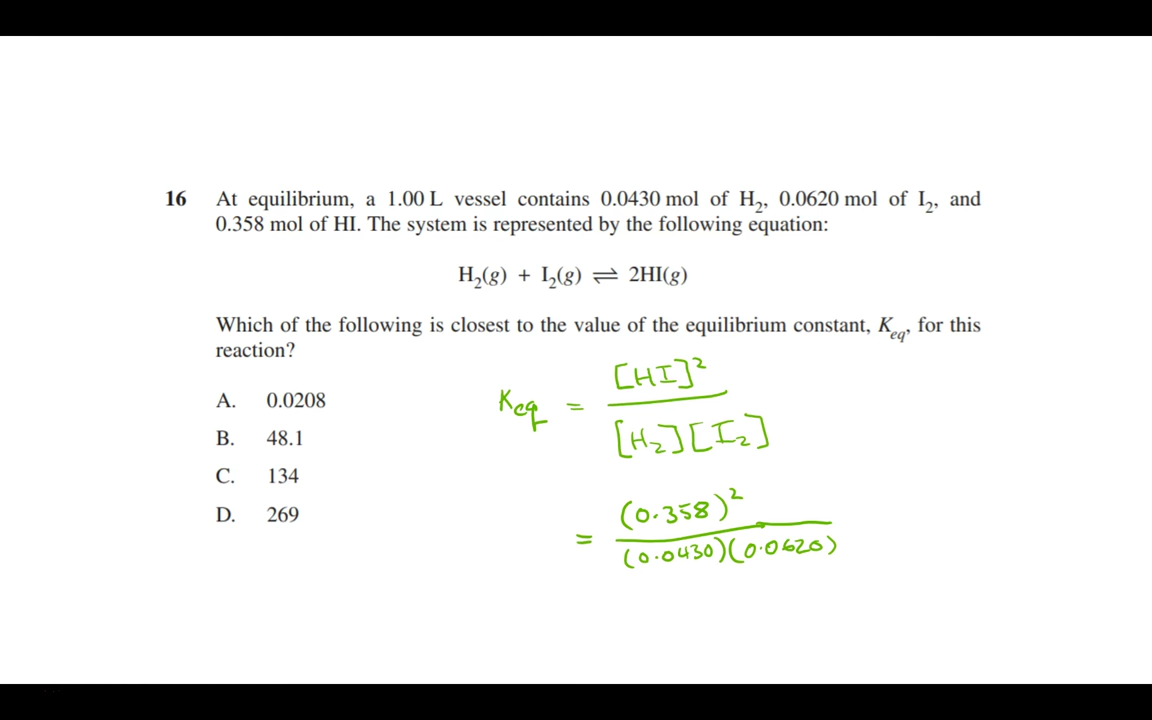 16 At equilibrium, a 1.00 L vessel contains 0.0430 mol of H₂, 0.0620 mol of I₂, and
0.358 mol of HI. The system is represented by the following equation:
H₂(g) + I₂(g) ⇌ 2HI(g)
Which of the following is closest to the value of the equilibrium constant, Keq, for this
reaction?
A. 0.0208
B. 48.1
C. 134
D. 269
Keq = [HI]² / [H₂][I₂]
= (0.358)² / (0.0430)(0.0620)